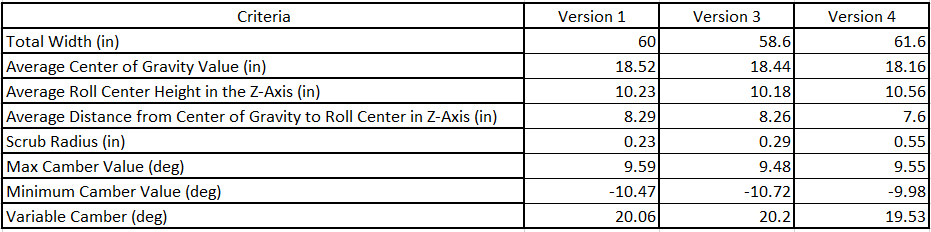 Criteria Version 1 Version 3 Version 4
Total Width (in) 60 58.6 61.6
Average Center of Gravity Value (in) 18.52 18.44 18.16
Average Roll Center Height in the Z-Axis (in) 10.23 10.18 10.56
Average Distance from Center of Gravity to Roll Center in Z-Axis (in) 8.29 8.26 7.6
Scrub Radius (in) 0.23 0.29 0.55
Max Camber Value (deg) 9.59 9.48 9.55
Minimum Camber Value (deg) -10.47 -10.72 -9.98
Variable Camber (deg) 20.06 20.2 19.53